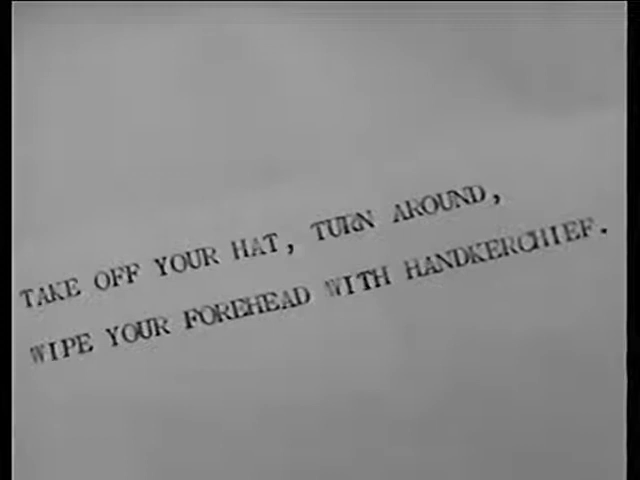 TAKE OFF YOUR HAT, TURN AROUND,
WIPE YOUR FOREHEAD WITH HANDKERCHIEF.